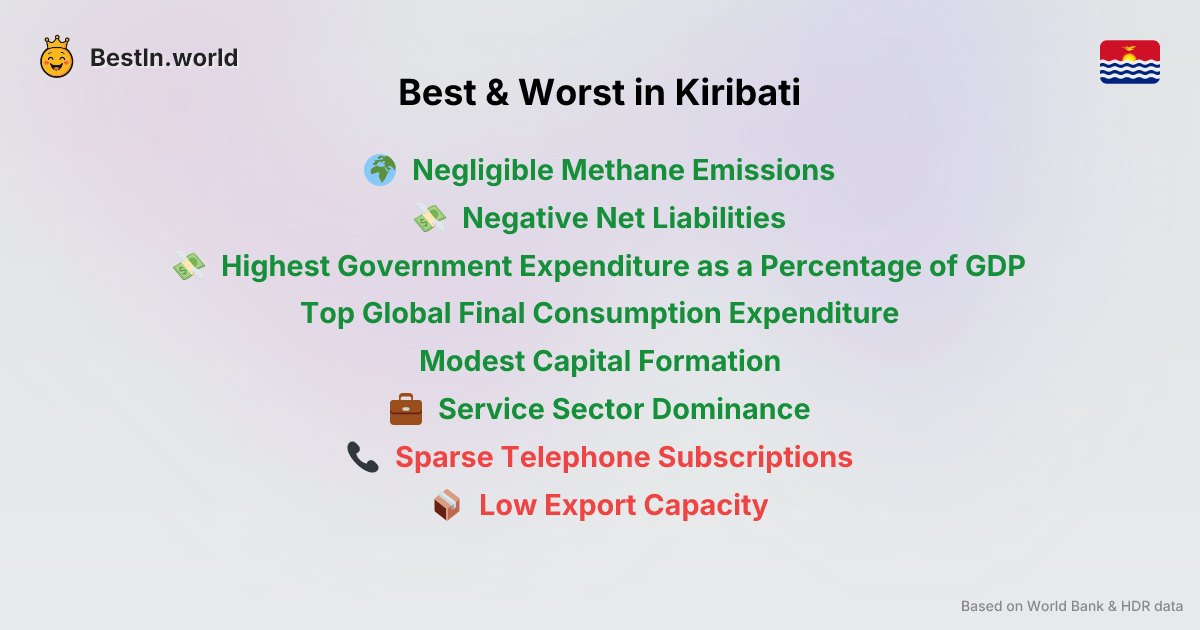 BestIn.world
Best & Worst in Kiribati
Negligible Methane Emissions
Negative Net Liabilities
Highest Government Expenditure as a Percentage of GDP
Top Global Final Consumption Expenditure
Modest Capital Formation
Service Sector Dominance
Sparse Telephone Subscriptions
Low Export Capacity
Based on World Bank & HDR data